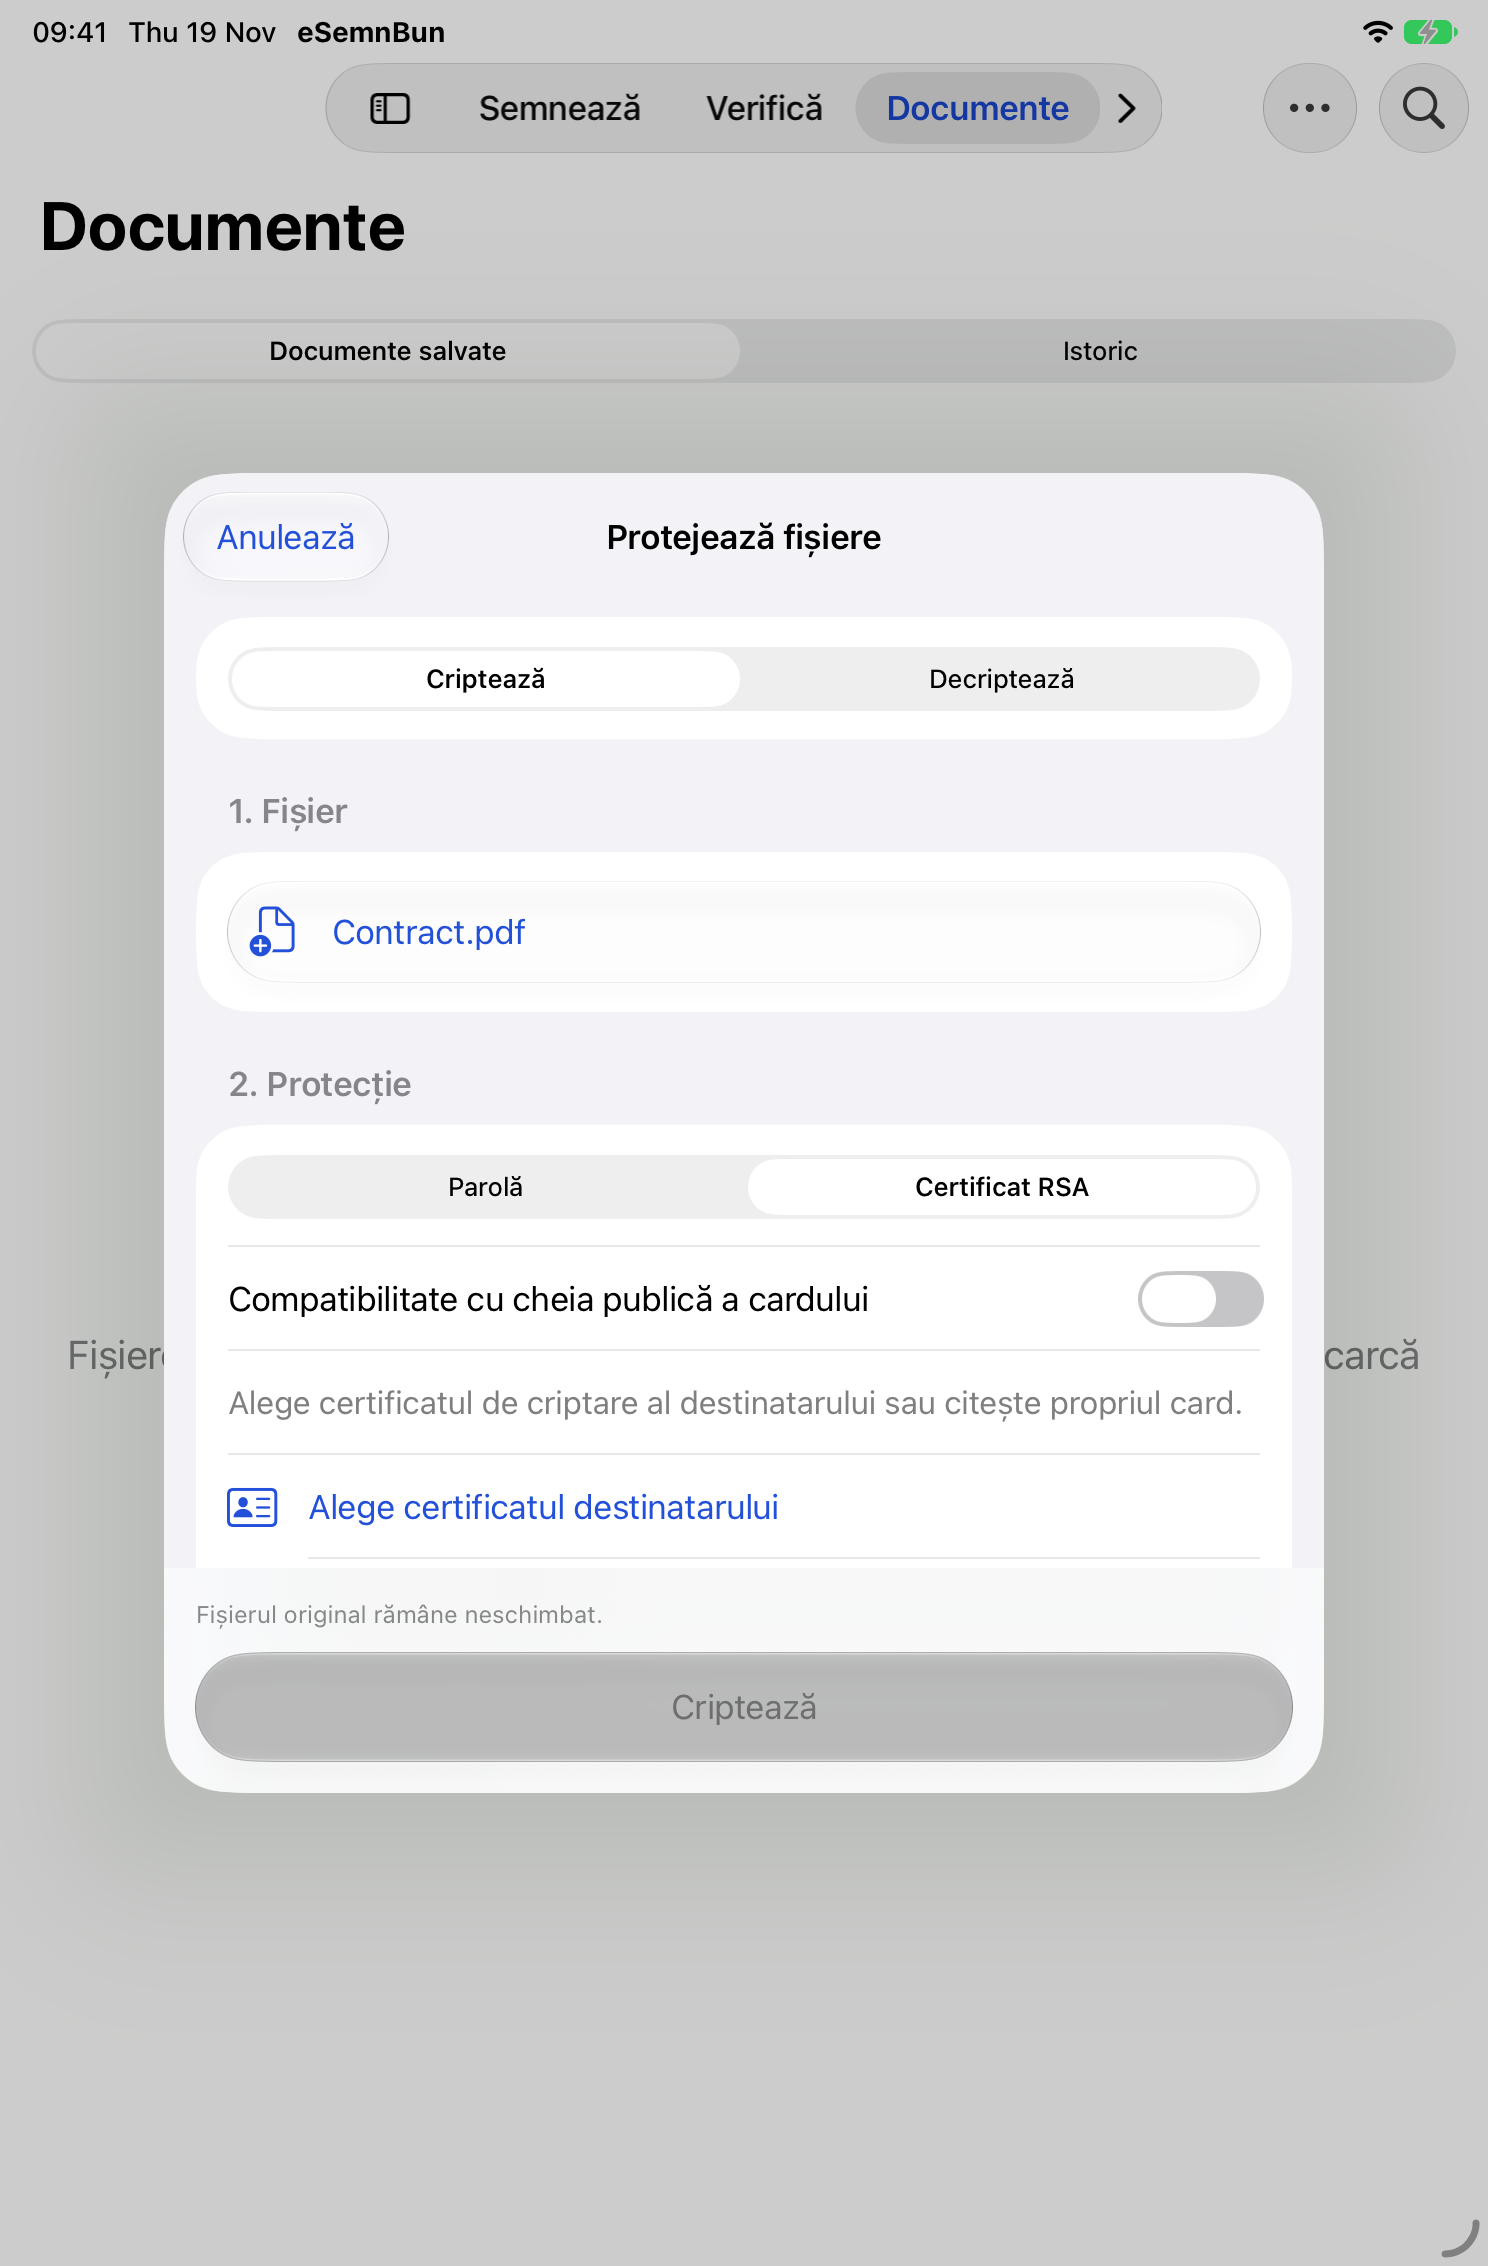 09:41 Thu 19 Nov eSemnBun
Semnează Verifică Documente
Documente
Documente salvate Istoric
Anulează Protejează fișiere
Criptează Decriptează
1. Fișier
Contract.pdf
2. Protecție
Parolă Certificat RSA
Compatibilitate cu cheia publică a cardului
Alege certificatul de criptare al destinatarului sau citește propriul card.
Alege certificatul destinatarului
Fișierul original rămâne neschimbat.
Criptează